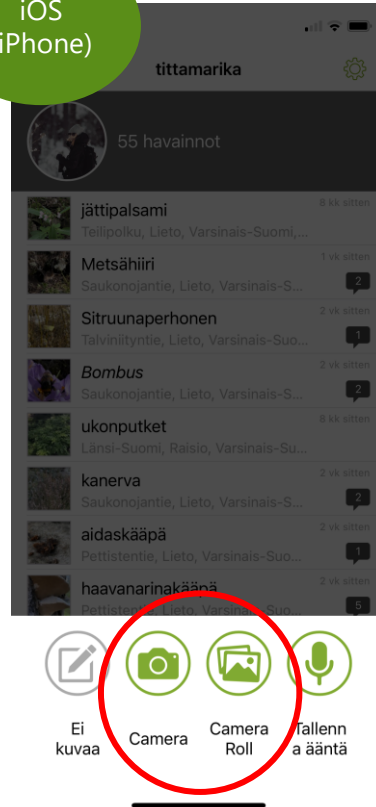 iOS
iPhone)
tittamarika
55 havainnot
8 kk sitten
jättipalsami
Teilipolku, Lieto, Varsinais-Suomi,...
1 vk sitten
Metsähiiri
Saukonojantie, Lieto, Varsinais-S...
2
2 vk sitten
Sitruunaperhonen
Talviniityntie, Lieto, Varsinais-Suo...
1
2 vk sitten
Bombus
Saukonojantie, Lieto, Varsinais-S...
2
8 kk sitten
ukonputket
Länsi-Suomi, Raisio, Varsinais-Su...
2 vk sitten
kanerva
Saukonojantie, Lieto, Varsinais-S...
2
2 vk sitten
aidaskääpä
Pettistentie, Lieto, Varsinais-Suo...
1
2 vk sitten
haavanarinakääpä
Pettistentie, Lieto, Varsinais-Suo...
5
Ei
kuvaa
Camera
Camera
Roll
Tallenn
a ääntä